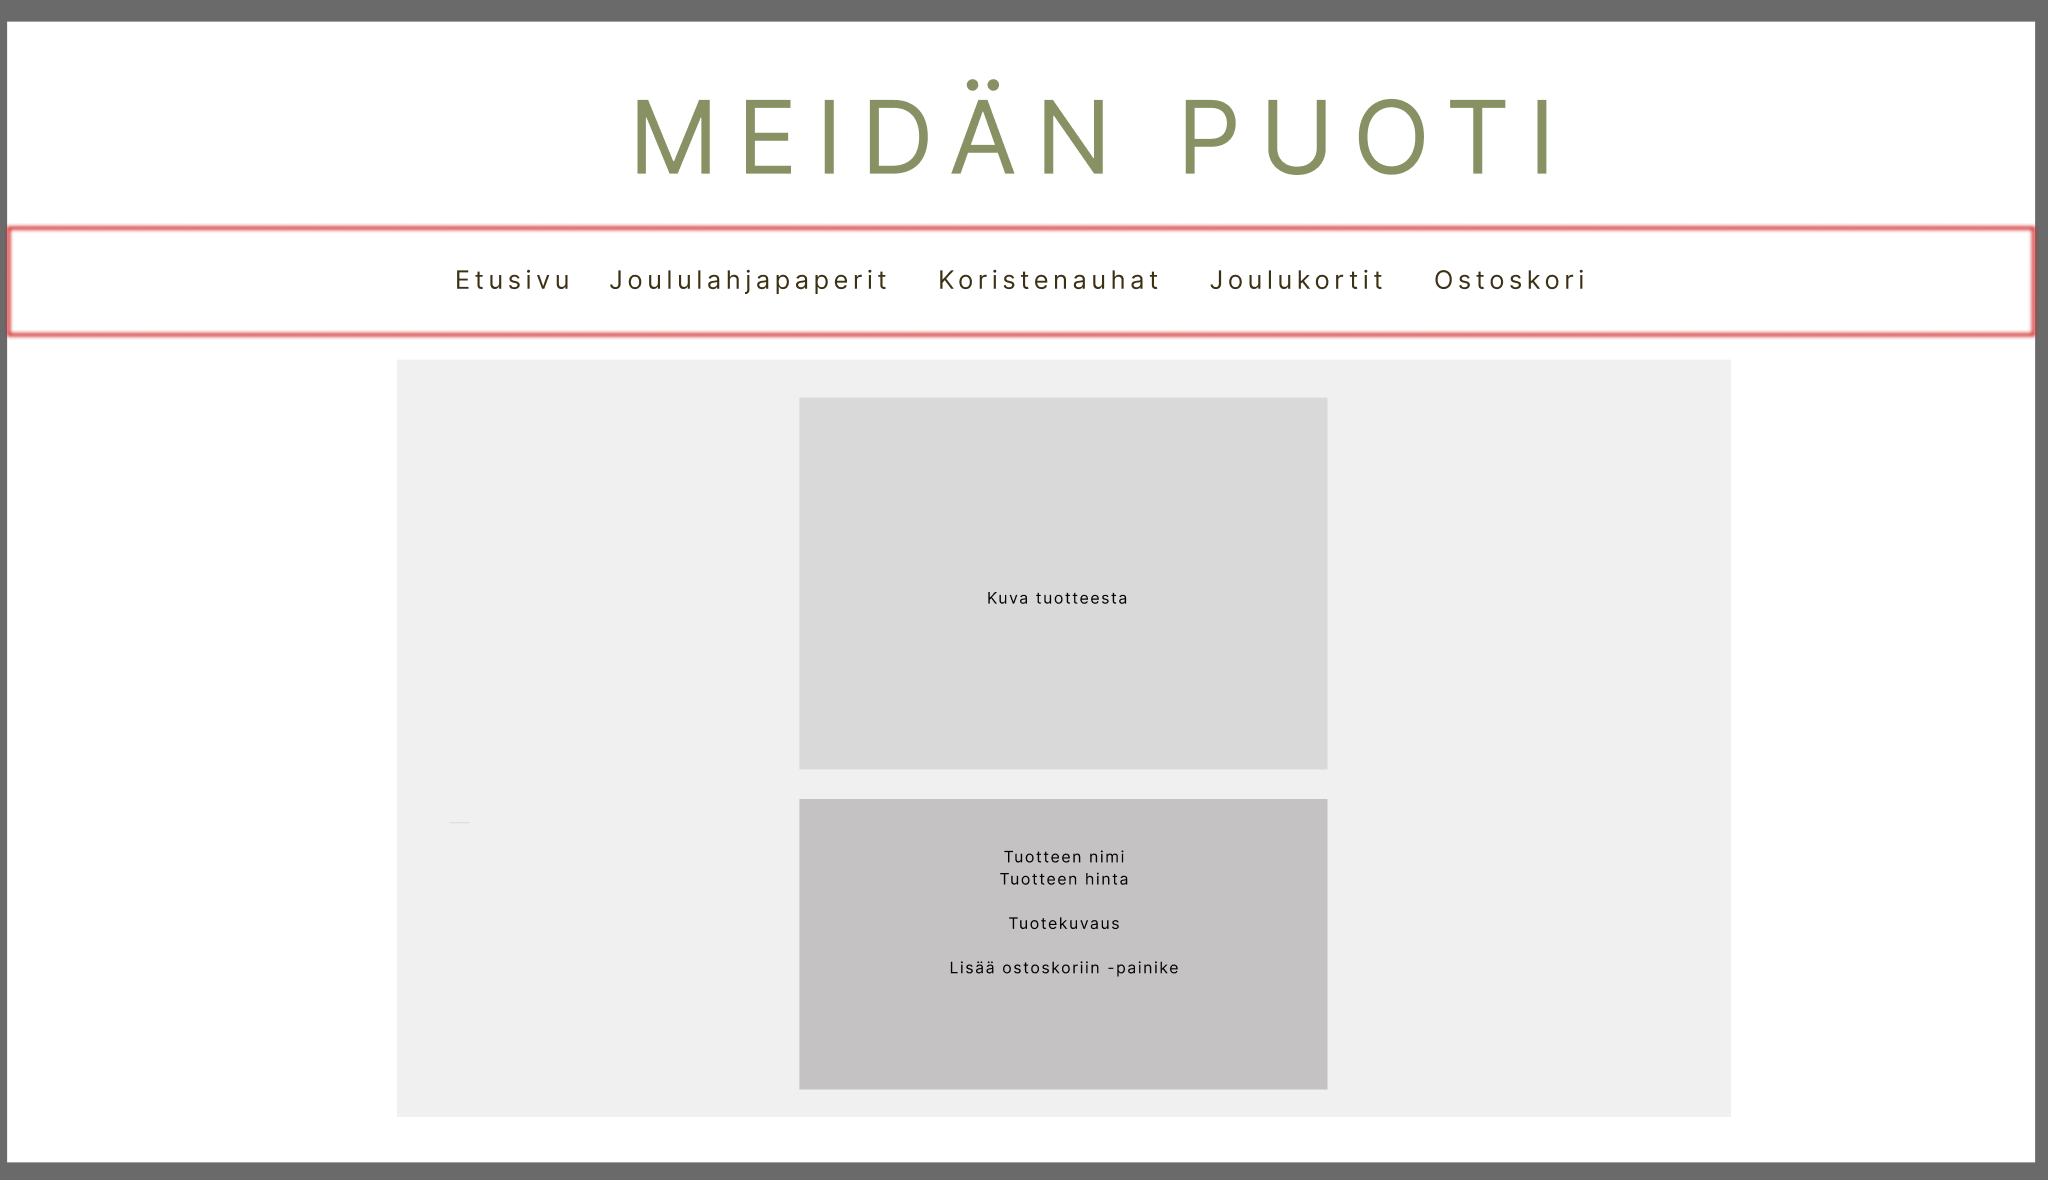 MEIDÄN PUOTI
Etusivu Joululahjapaperit Koristenauhat Joulukortit Ostoskori
Kuva tuotteesta
Tuotteen nimi
Tuotteen hinta
Tuotekuvaus
Lisää ostoskoriin -painike